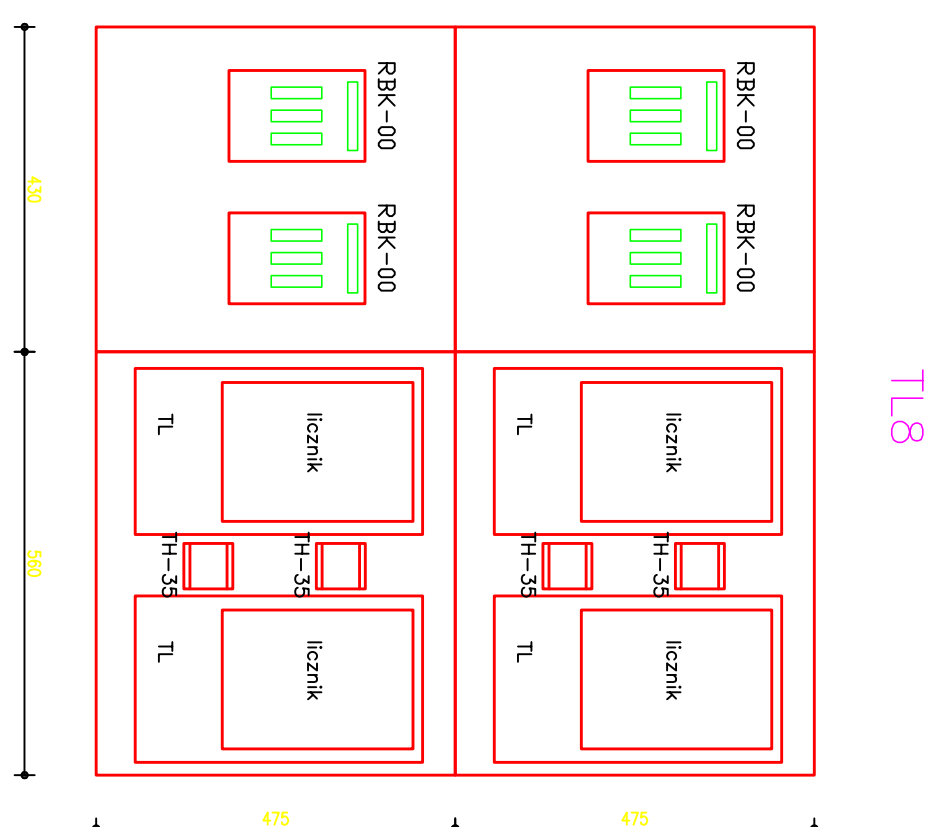 TL8
RBK-00
RBK-00
RBK-00
RBK-00
430
TL
licznik
TL
licznik
TH-35
TH-35
TH-35
TH-35
560
TL
licznik
TL
licznik
475
475